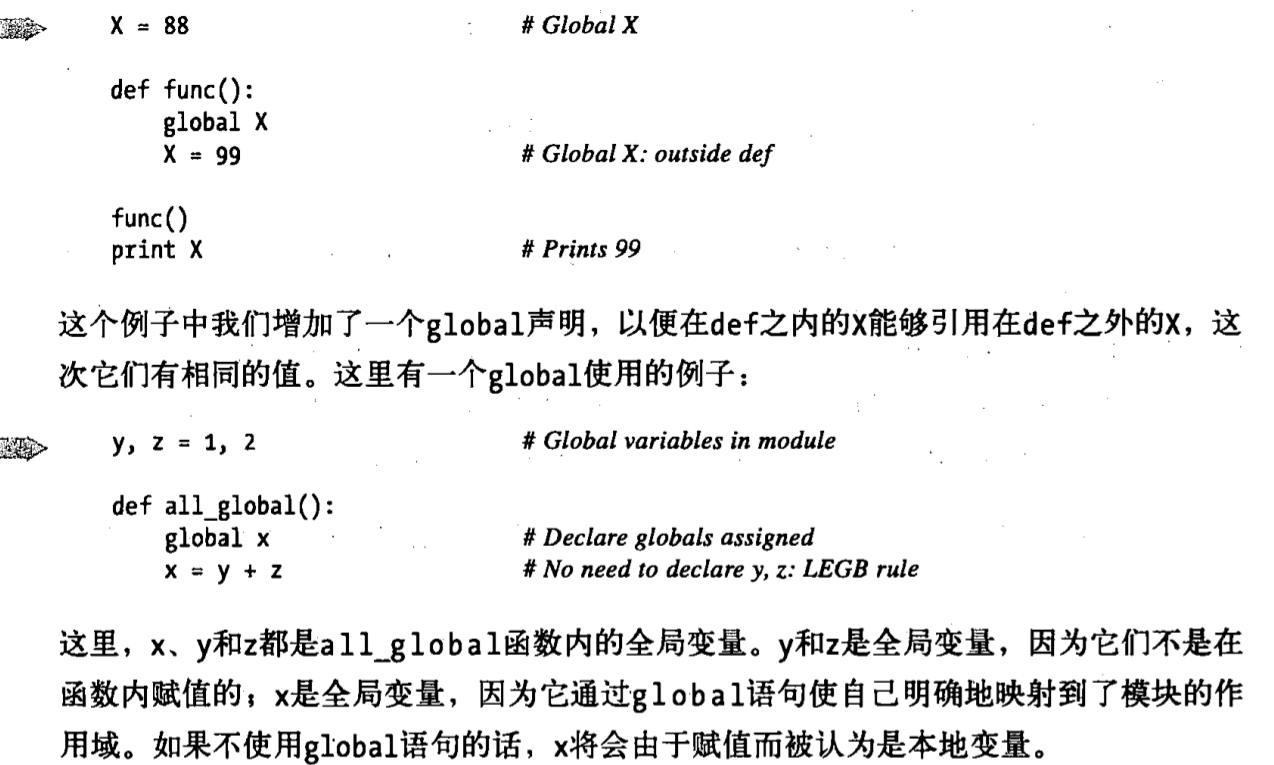 X = 88 # Global X
def func():
global X
X = 99 # Global X: outside def
func()
print X # Prints 99
这个例子中我们增加了一个global声明，以便在def之内的X能够引用在def之外的X，这
次它们有相同的值。这里有一个global使用的例子：
y, z = 1, 2 # Global variables in module
def all_global():
global x # Declare globals assigned
x = y + z # No need to declare y, z: LEGB rule
这里，x、y和z都是all_global函数内的全局变量。y和z是全局变量，因为它们不是在
函数内赋值的；x是全局变量，因为它通过global语句使自己明确地映射到了模块的作
用域。如果不使用global语句的话，x将会由于赋值而被认为是本地变量。